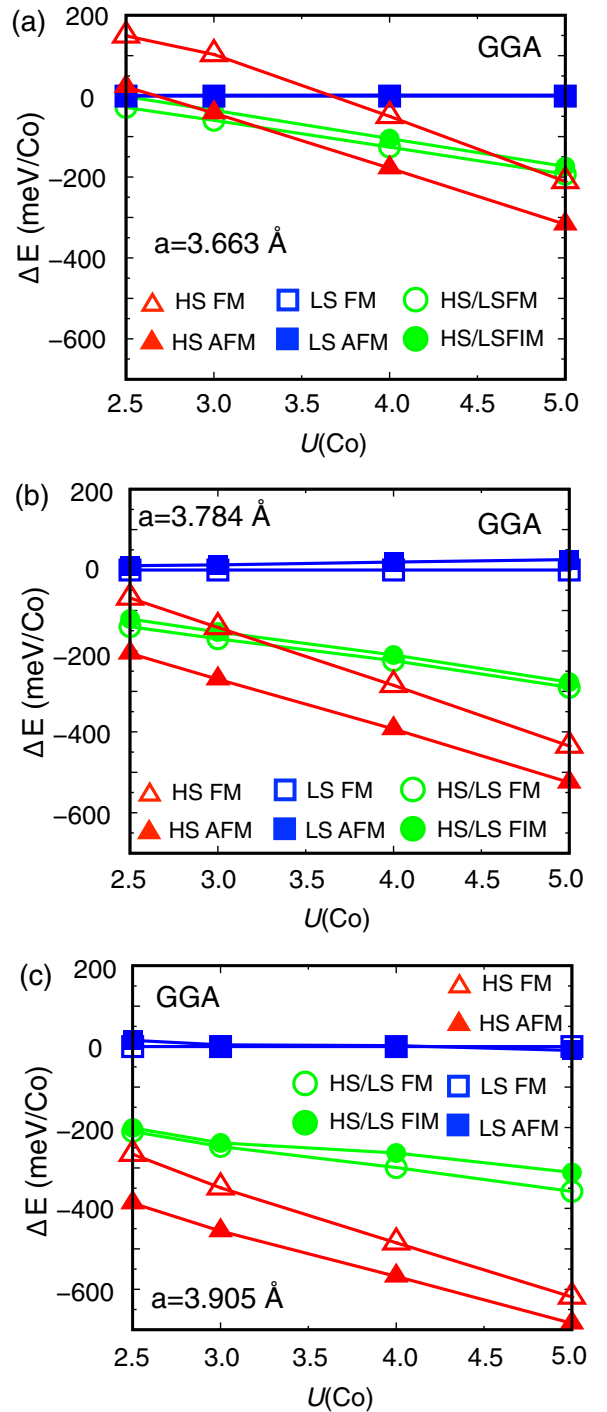 (a)
200
GGA
0
−200
a=3.663 Å
−400
HS FM
LS FM
HS/LSFM
HS AFM
LS AFM
HS/LSFIM
−600
2.5 3.0 3.5 4.0 4.5 5.0
Δ E (meV/Co)
U(Co)
(b)
200
a=3.784 Å
GGA
0
−200
−400
HS FM
LS FM
HS/LS FM
−600
HS AFM
LS AFM
HS/LS FIM
2.5 3.0 3.5 4.0 4.5 5.0
Δ E (meV/Co)
U(Co)
(c)
200
GGA
HS FM
HS AFM
0
HS/LS FM
LS FM
HS/LS FIM
LS AFM
−200
−400
−600
a=3.905 Å
2.5 3.0 3.5 4.0 4.5 5.0
Δ E (meV/Co)
U(Co)